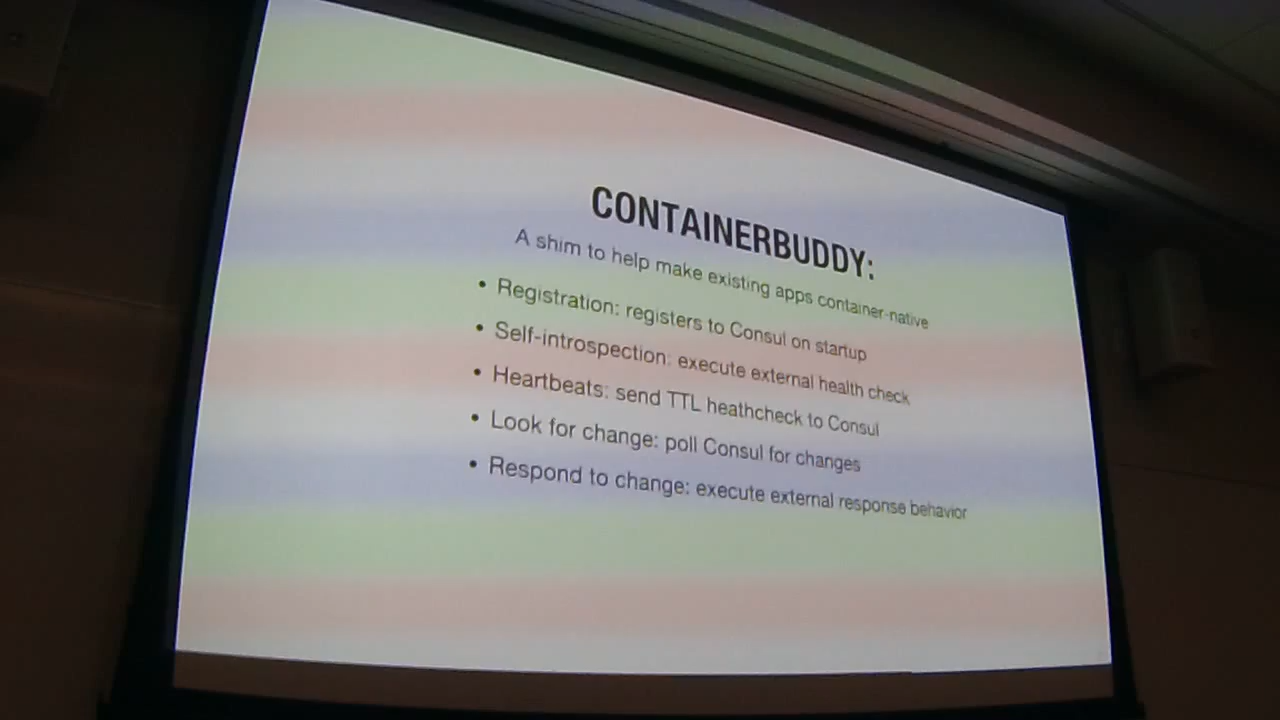 CONTAINERBUDDY:
A shim to help make existing apps container-native
• Registration: registers to Consul on startup
• Self-introspection: execute external health check
• Heartbeats: send TTL heathcheck to Consul
• Look for change: poll Consul for changes
• Respond to change: execute external response behavior